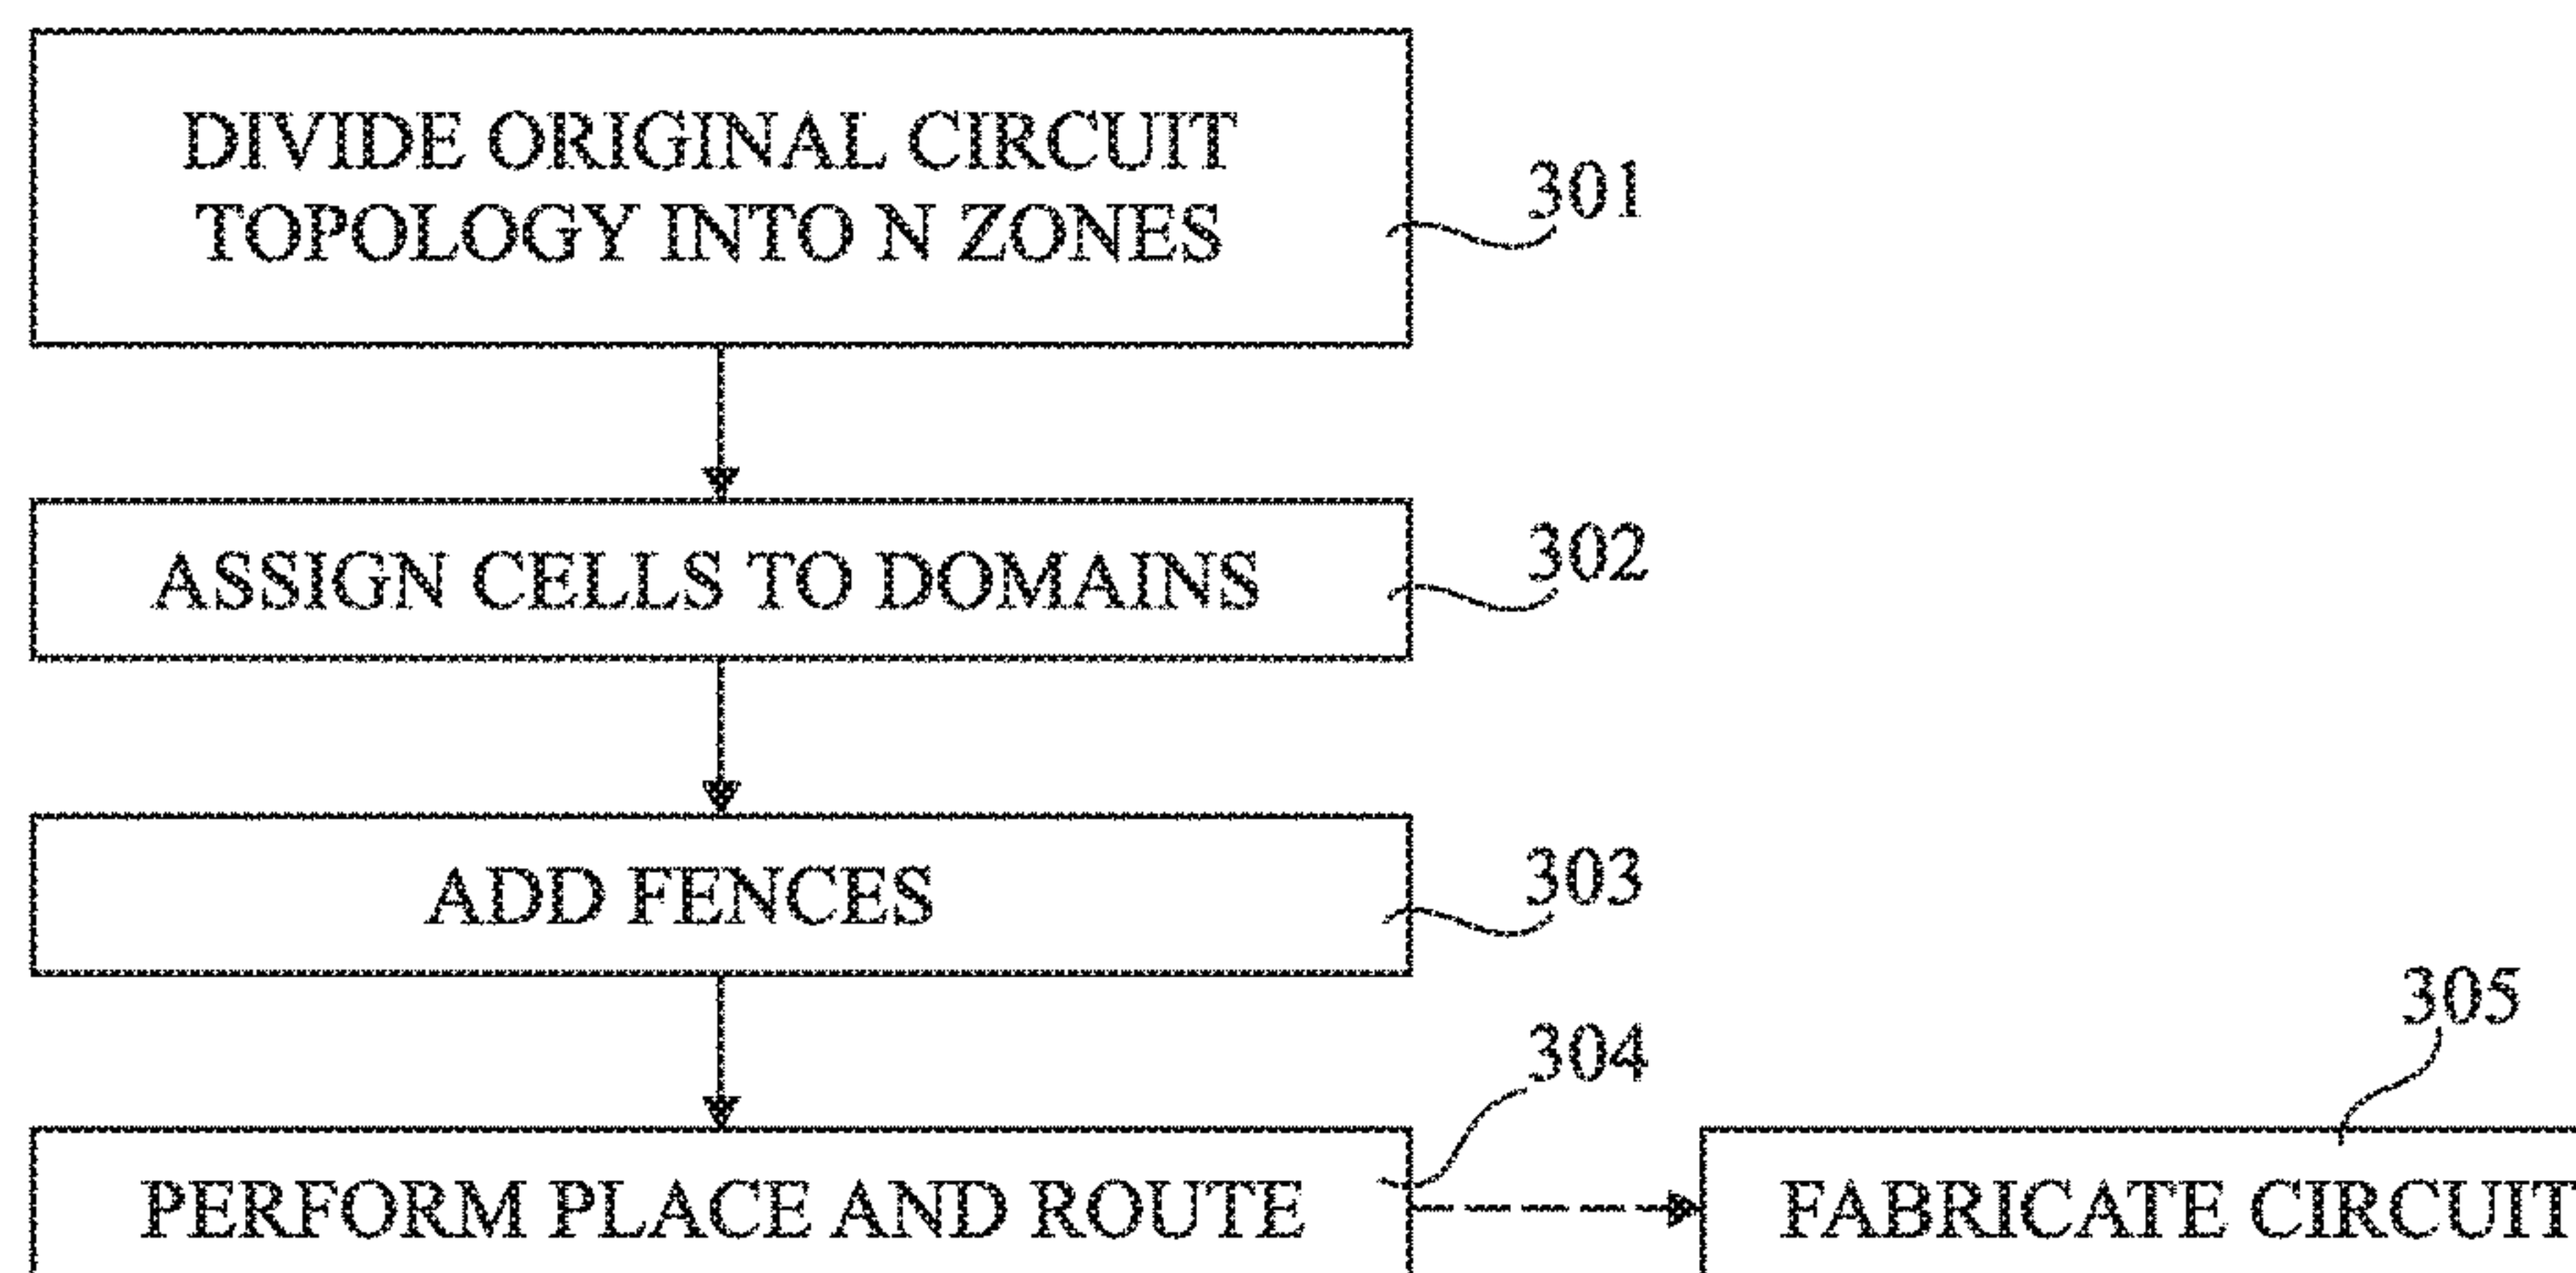 DIVIDE ORIGINAL CIRCUIT
TOPOLOGY INTO N ZONES
301
ASSIGN CELLS TO DOMAINS
302
ADD FENCES
303
304
305
PERFORM PLACE AND ROUTE
FABRICATE CIRCUIT